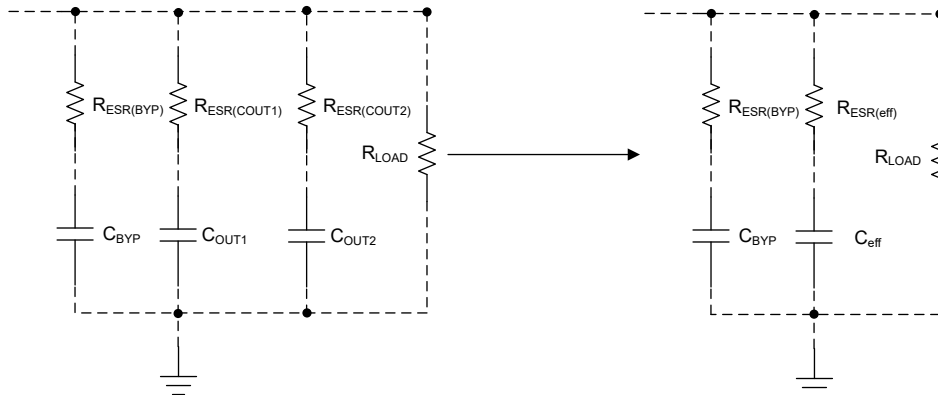 RESR(BYP)
RESR(COUT1)
RESR(COUT2)
RLOAD
CBYP
COUT1
COUT2
RESR(BYP)
RESR(eff)
RLOAD
CBYP
Ceff